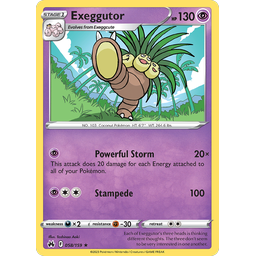 STAGE 1
Exeggutor
HP 130
Evolves from Exeggcute
NO. 103 Coconut Pokémon HT: 6'7" WT: 264.6 lbs.
Powerful Storm 20×
This attack does 20 damage for each Energy attached to
all of your Pokémon.
Stampede 100
weakness ×2 resistance -30 retreat
Each of Exeggutor's three heads is thinking
different thoughts. The three don't seem
to be very interested in one another.